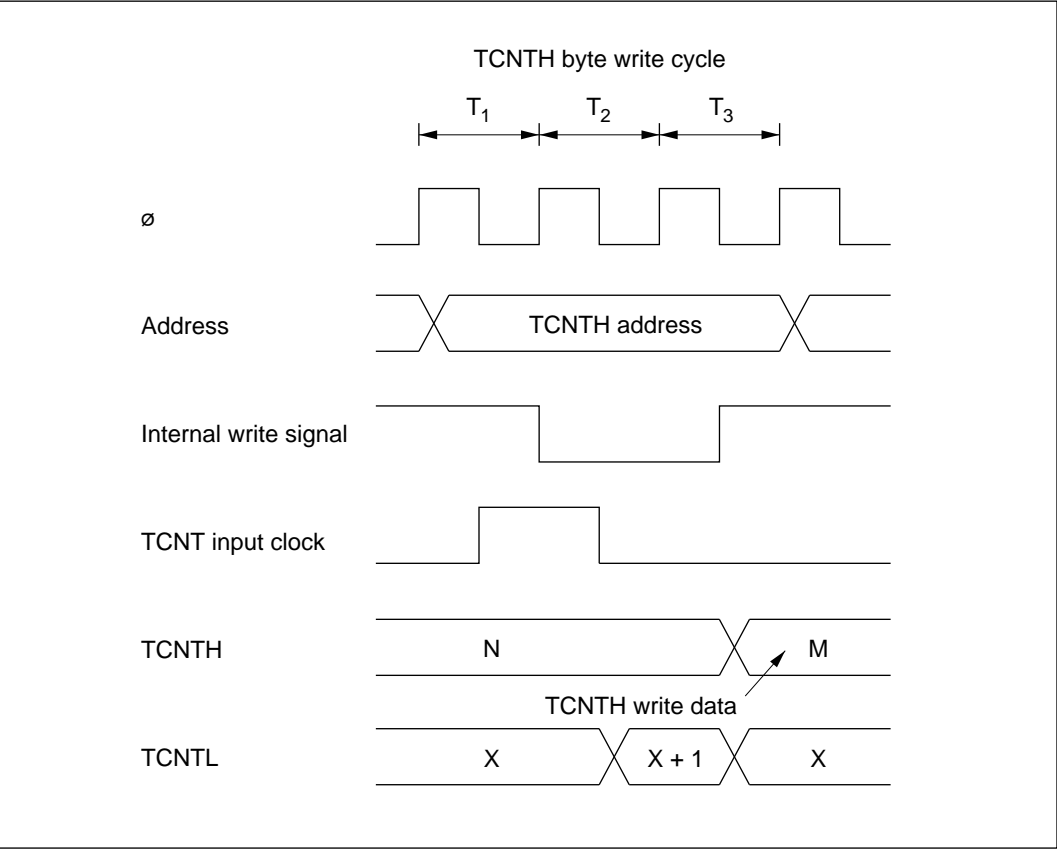 TCNTH byte write cycle
T1 T2 T3
ø
Address TCNTH address
Internal write signal
TCNT input clock
TCNTH N M
TCNTH write data
TCNTL X X + 1 X